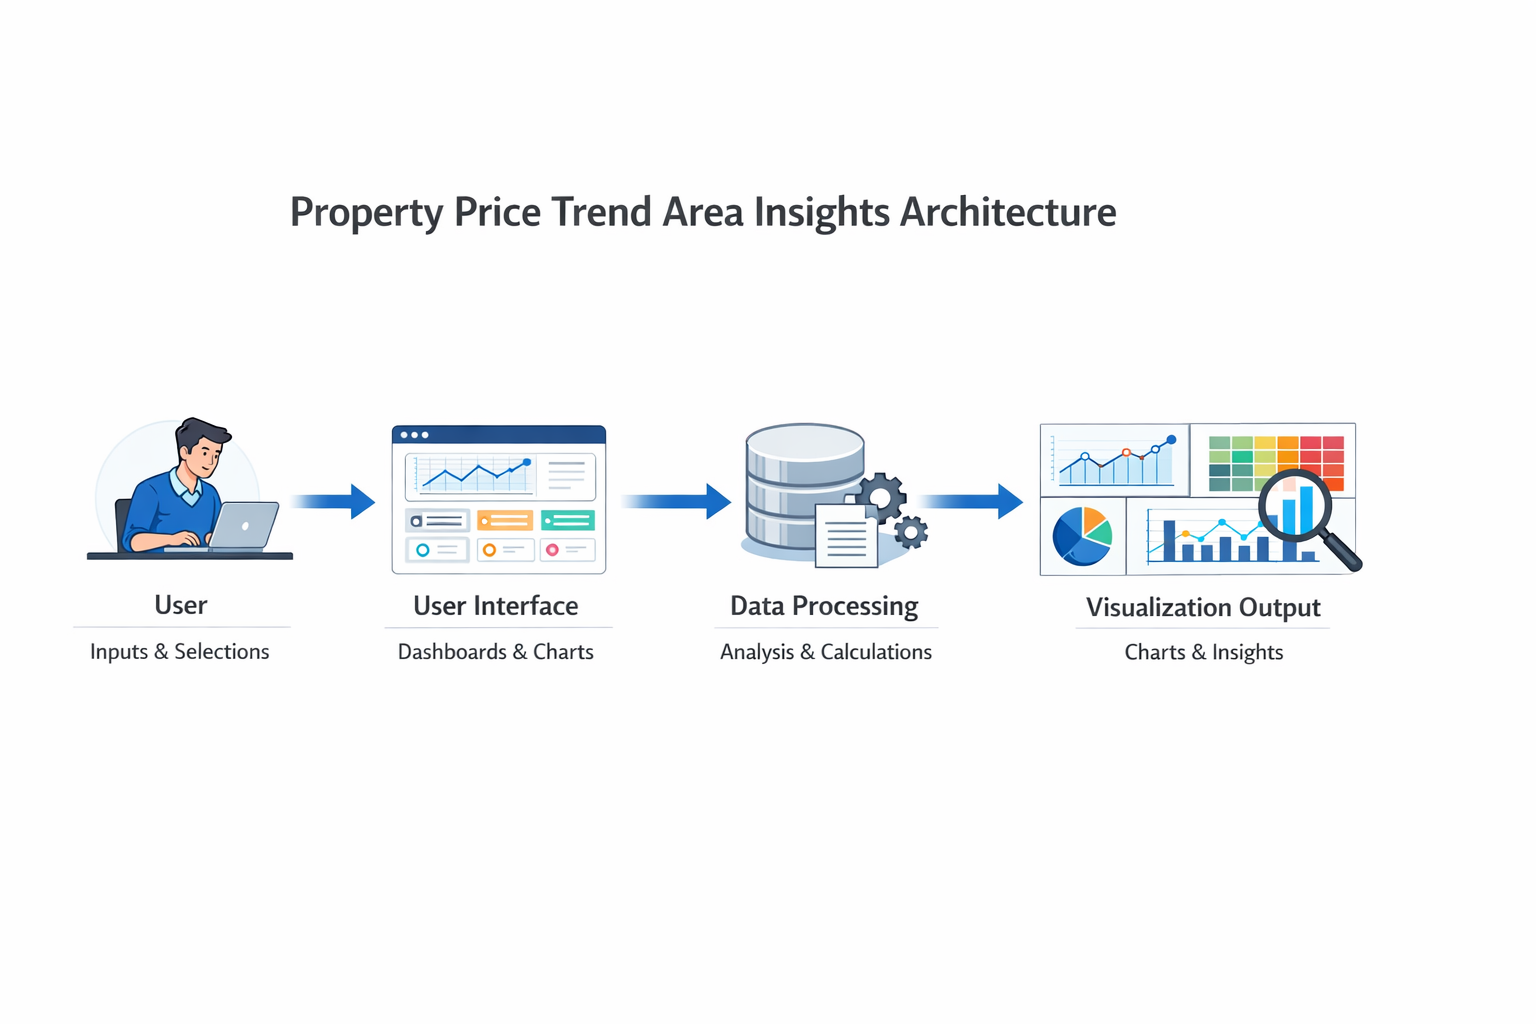 Property Price Trend Area Insights Architecture
User
Inputs & Selections
User Interface
Dashboards & Charts
Data Processing
Analysis & Calculations
Visualization Output
Charts & Insights